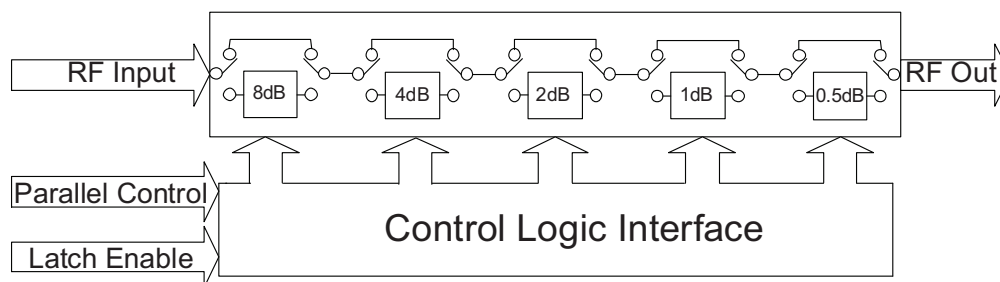 RF Input
8dB
4dB
2dB
1dB
0.5dB
RF Out
Parallel Control
Control Logic Interface
Latch Enable